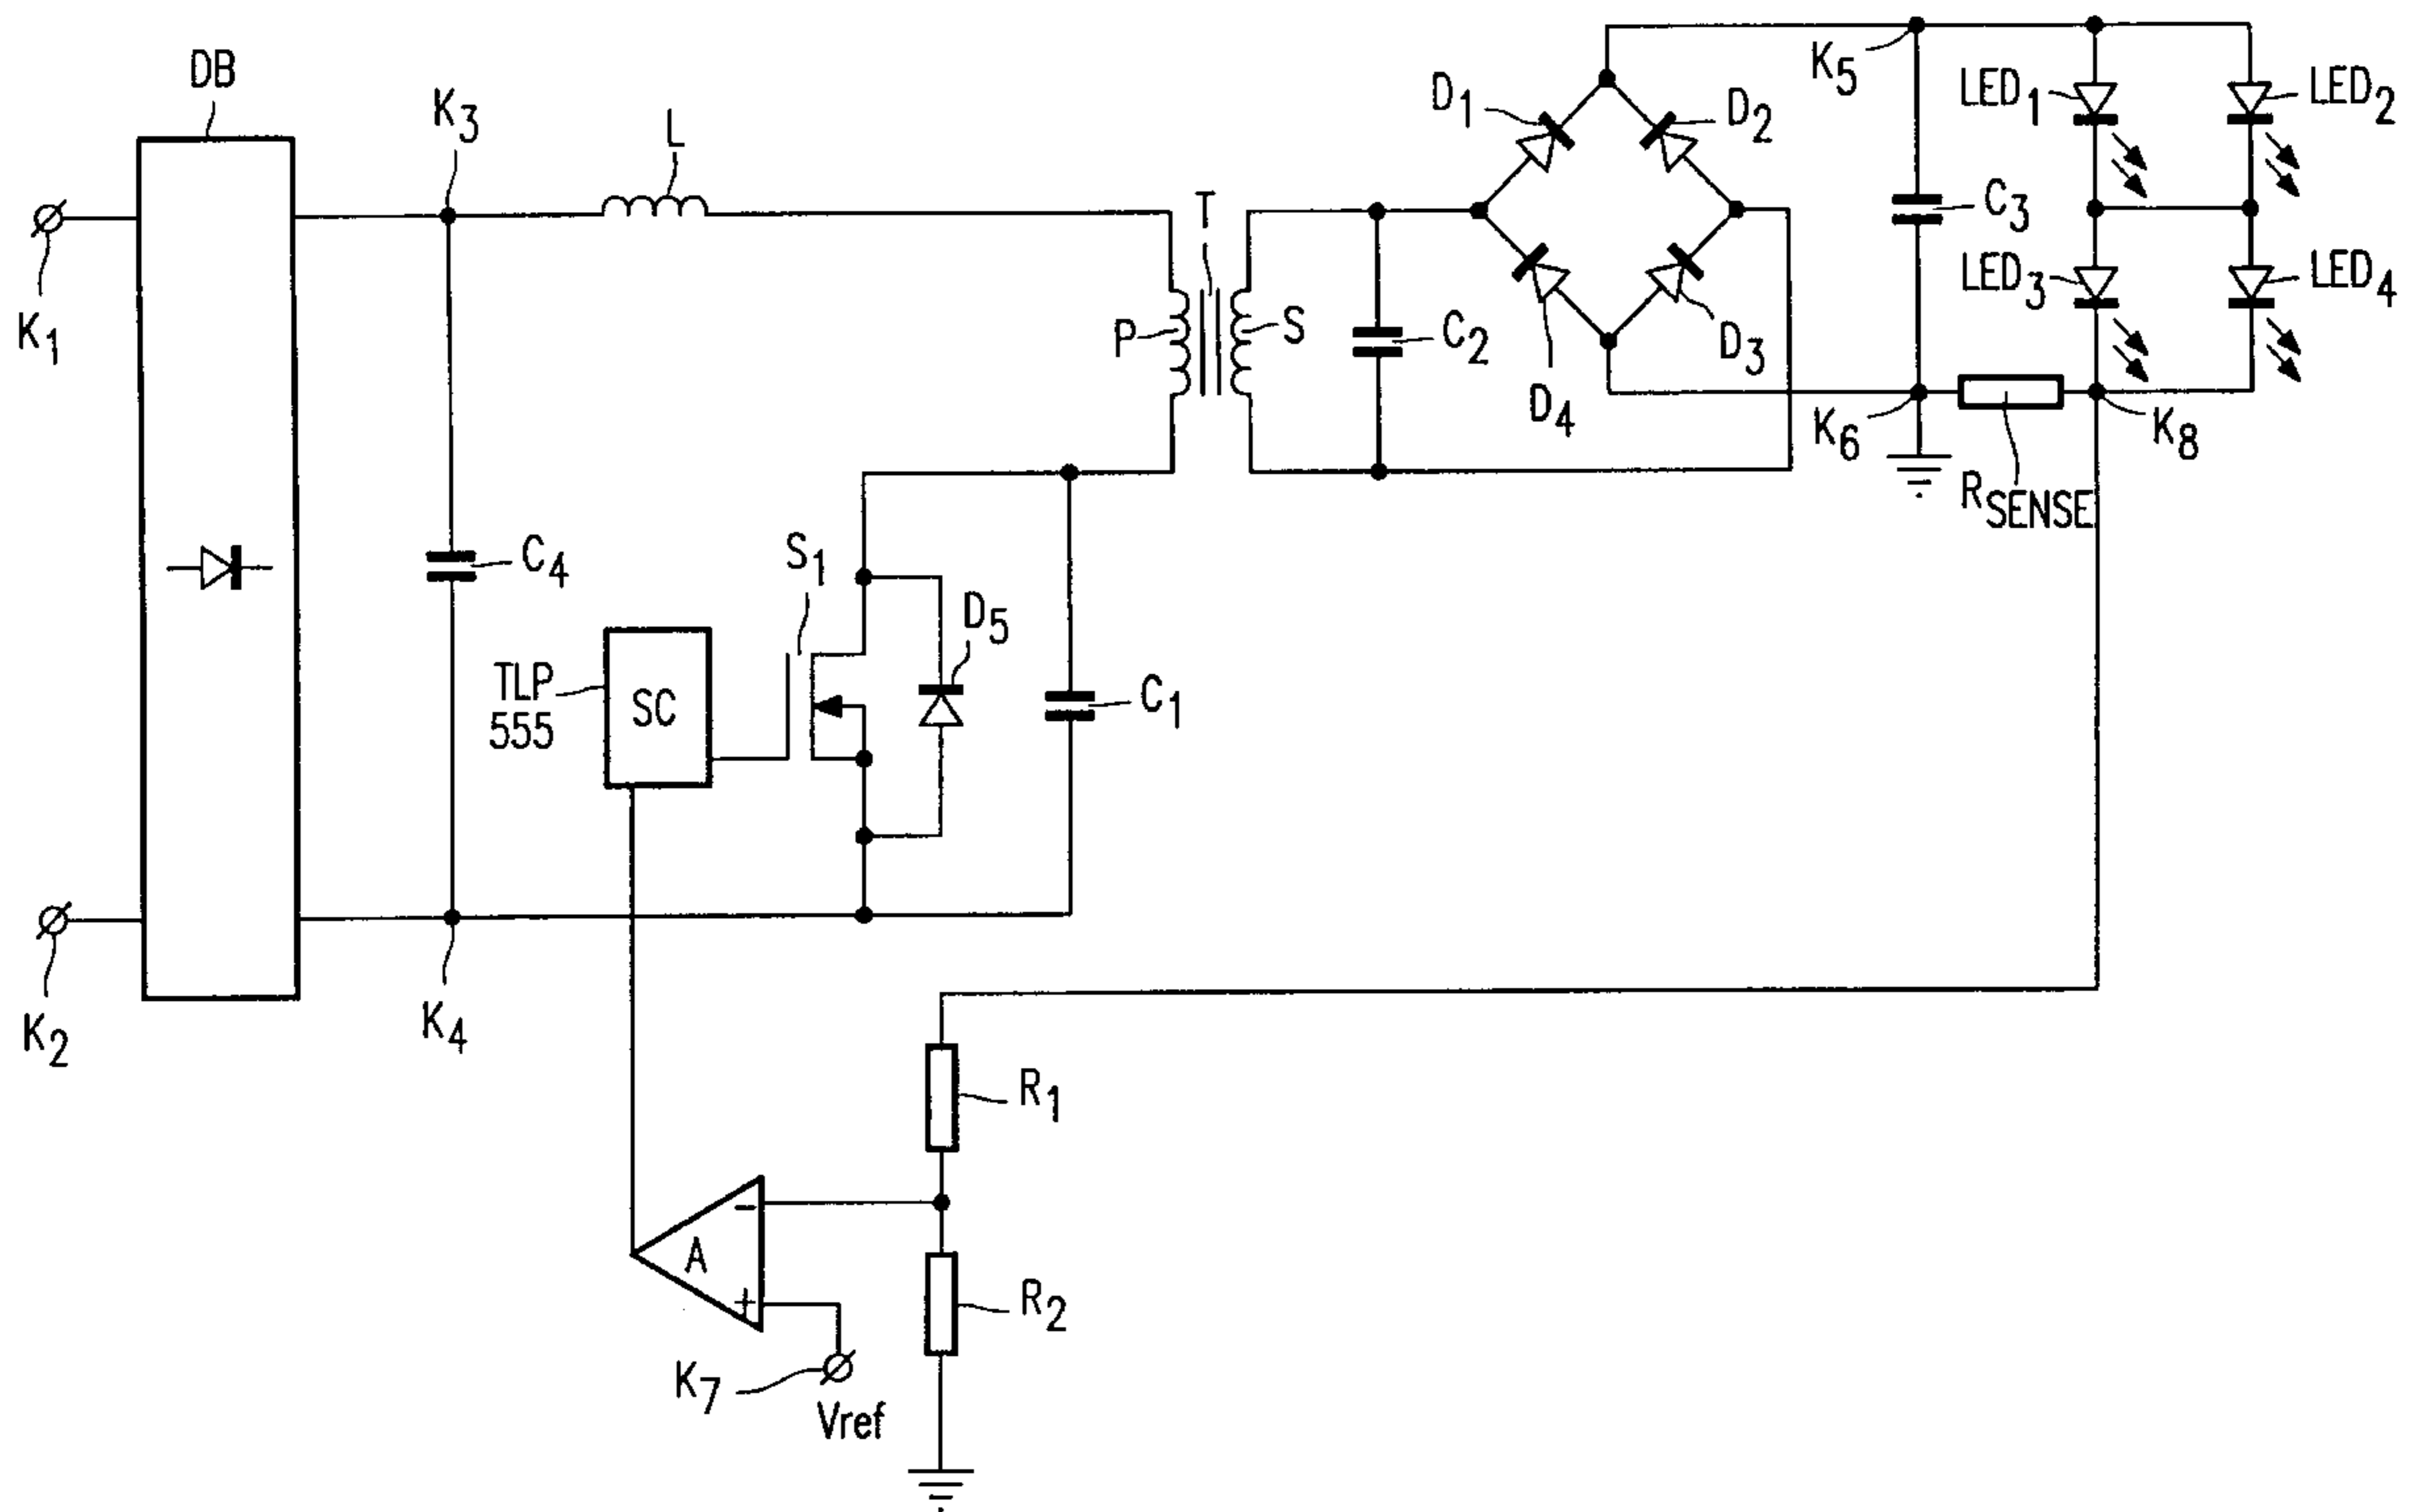 DB
K3
L
T
D1
D2
K5
LED1
LED2
K1
P
S
C2
C3
LED3
LED4
D3
D4
K6
K8
RSENSE
C4
S1
D5
TLP
555
SC
C1
K2
K4
R1
-
A
+
R2
K7
Vref